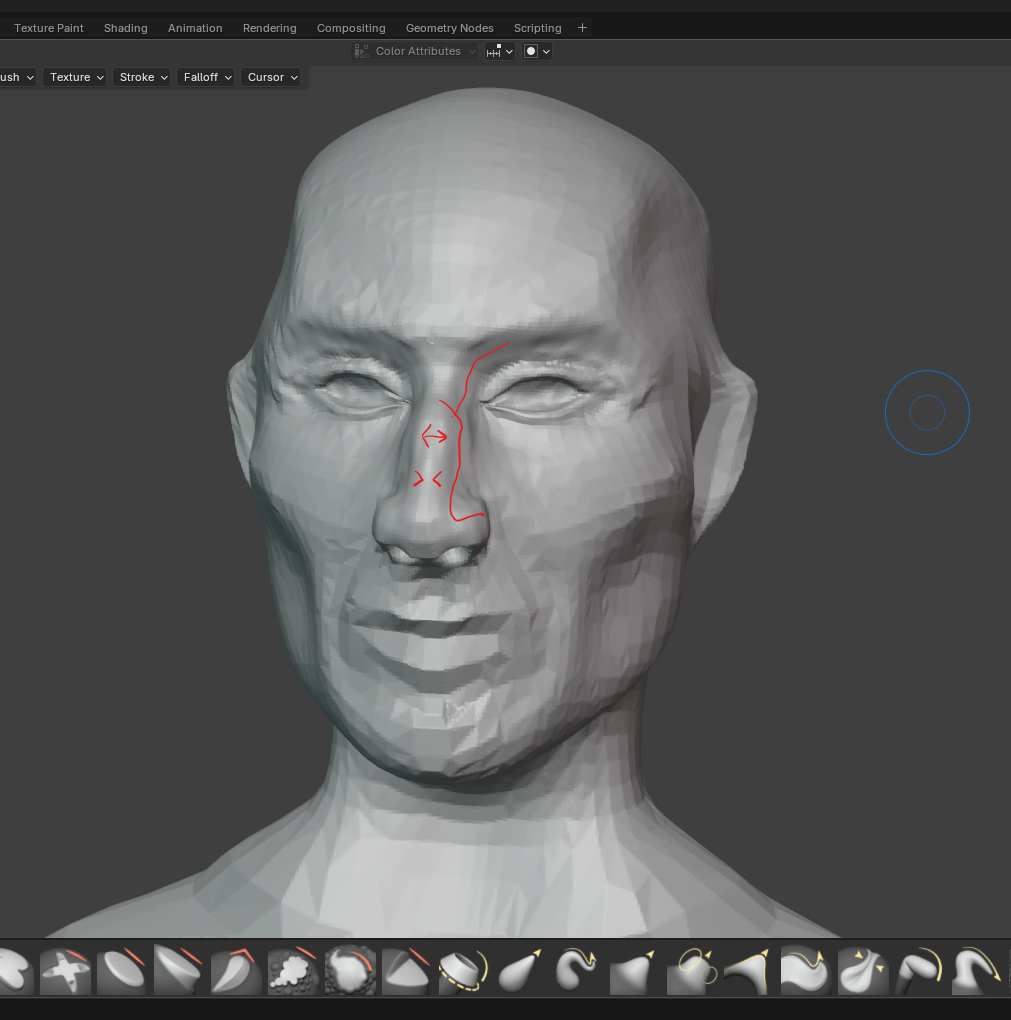 Texture Paint Shading Animation Rendering Compositing Geometry Nodes Scripting +
Color Attributes
ush Texture Stroke Falloff Cursor